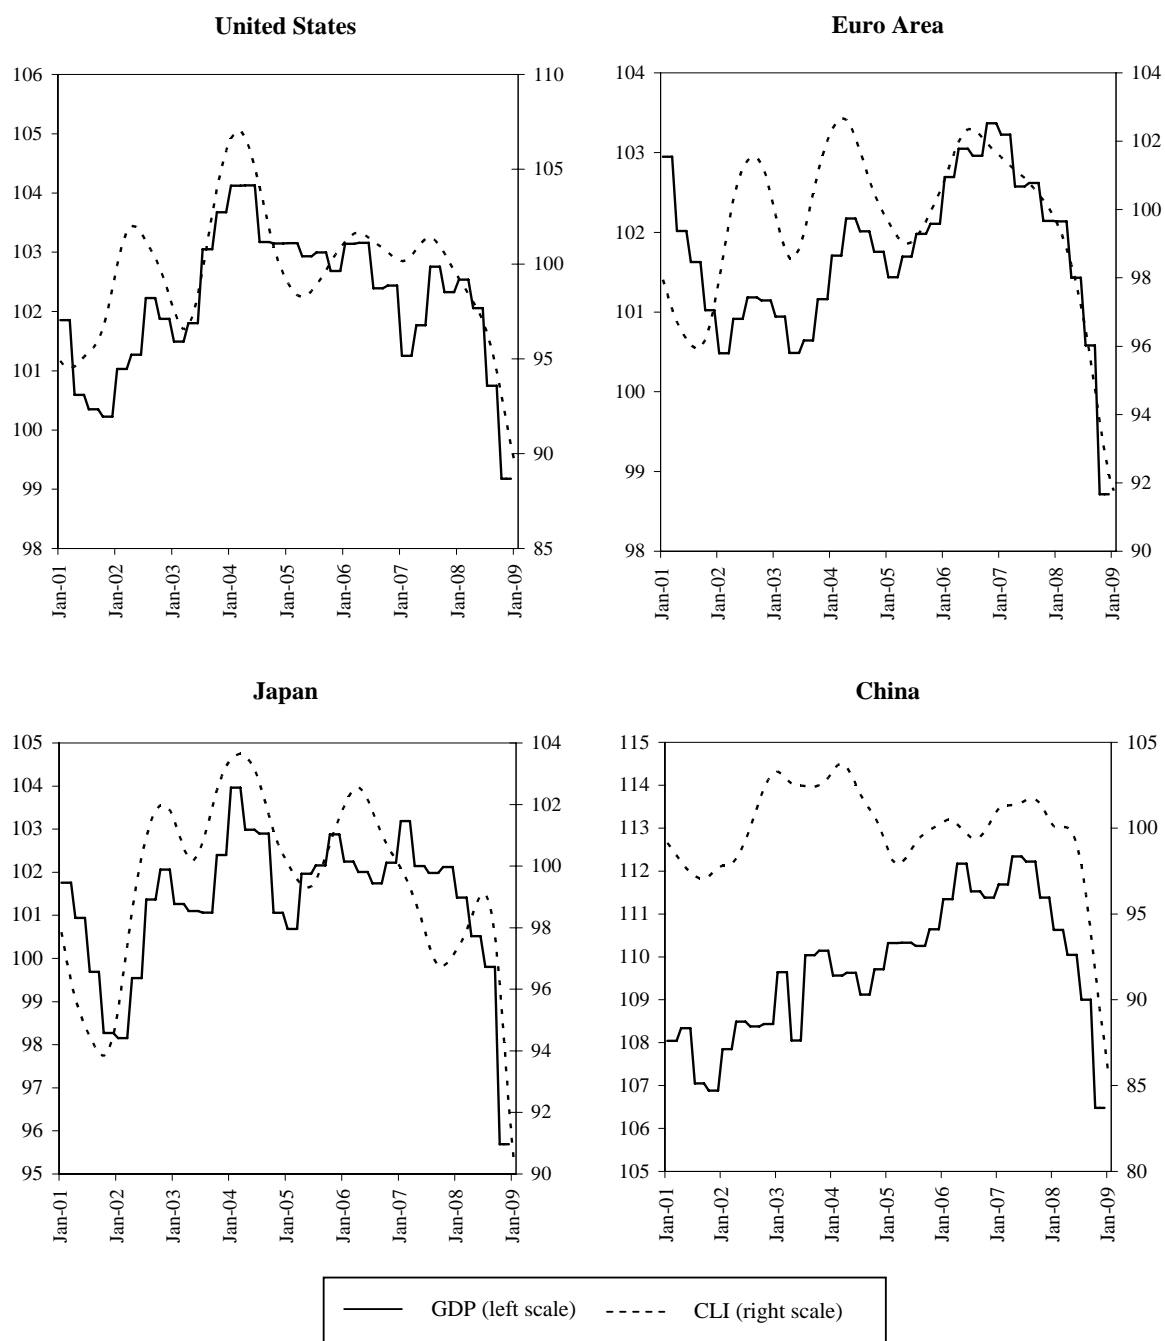 United States
106
105
104
103
102
101
100
99
98
110
105
100
95
90
85
Jan-01
Jan-02
Jan-03
Jan-04
Jan-05
Jan-06
Jan-07
Jan-08
Jan-09
Euro Area
104
103
102
101
100
99
98
104
102
100
98
96
94
92
90
Jan-01
Jan-02
Jan-03
Jan-04
Jan-05
Jan-06
Jan-07
Jan-08
Jan-09
Japan
105
104
103
102
101
100
99
98
97
96
95
104
102
100
98
96
94
92
90
Jan-01
Jan-02
Jan-03
Jan-04
Jan-05
Jan-06
Jan-07
Jan-08
Jan-09
China
115
114
113
112
111
110
109
108
107
106
105
105
100
95
90
85
80
Jan-01
Jan-02
Jan-03
Jan-04
Jan-05
Jan-06
Jan-07
Jan-08
Jan-09
GDP (left scale) CLI (right scale)